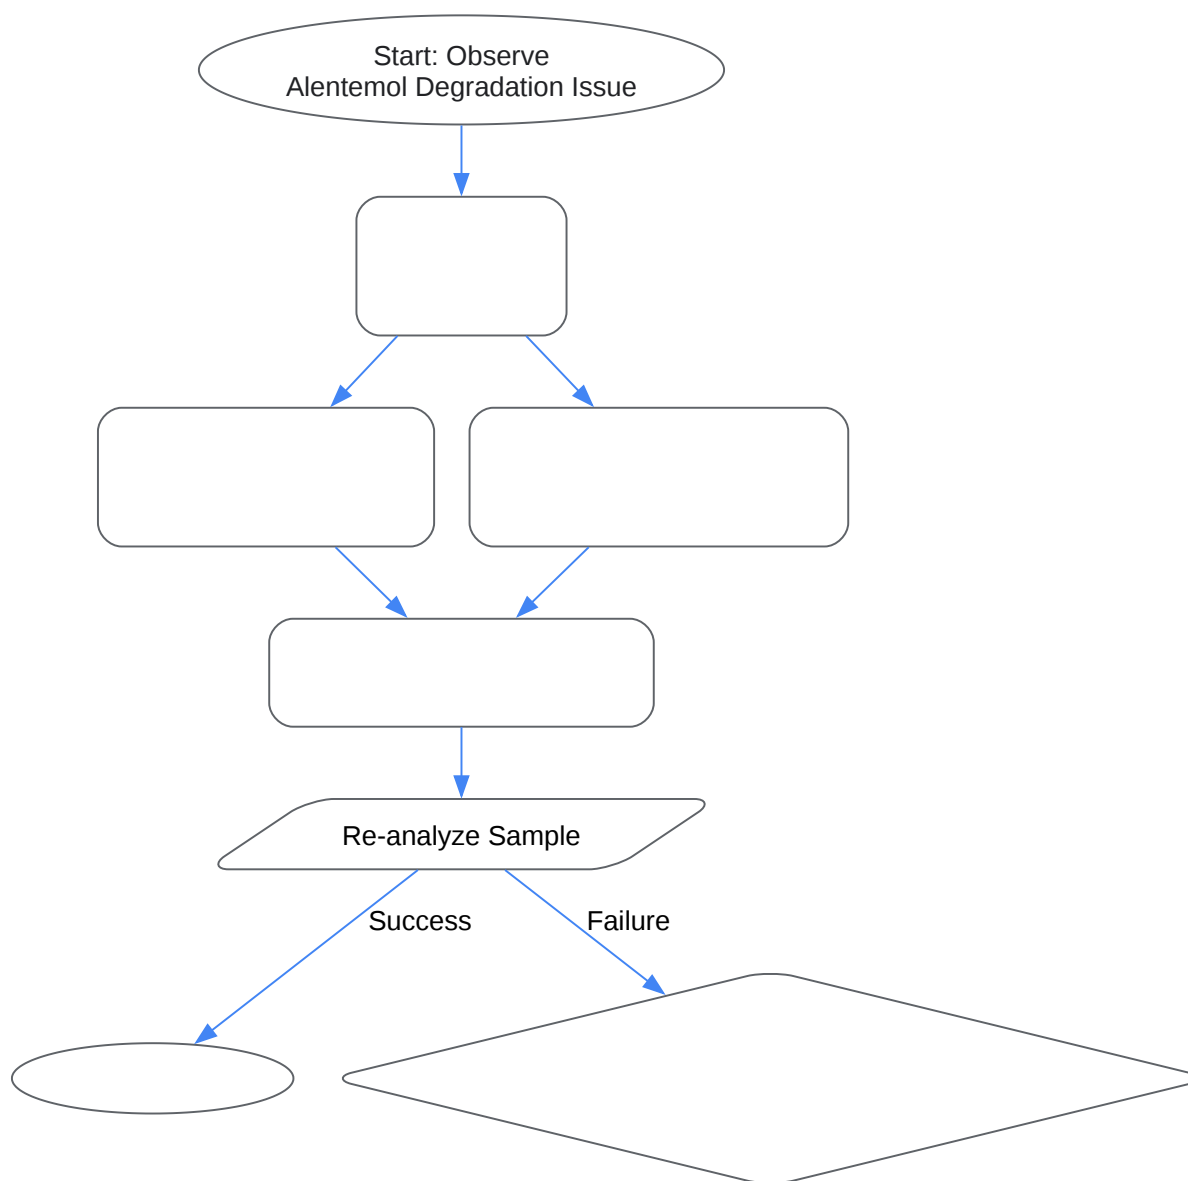 Start: Observe
Alentemol Degradation Issue
Re-analyze Sample
Success
Failure